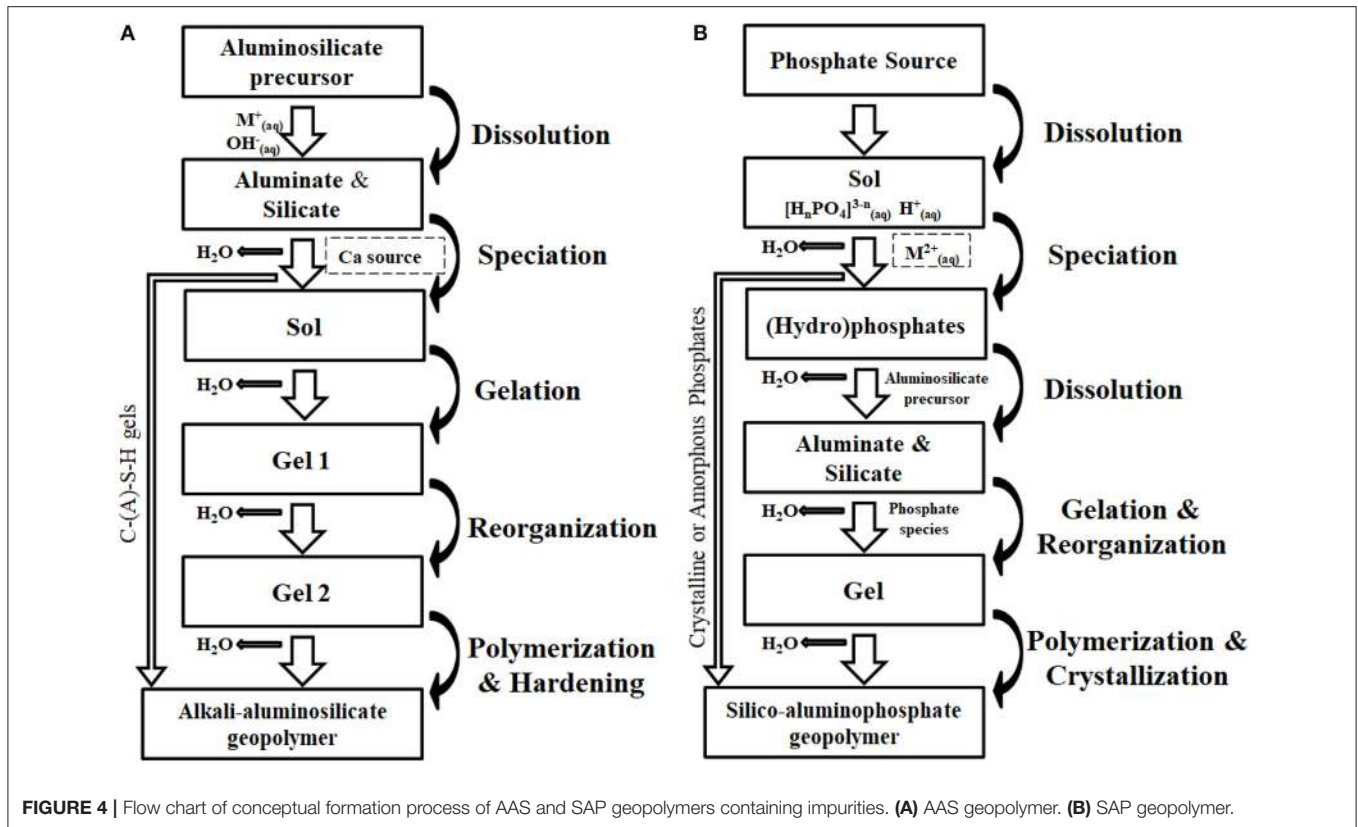 A
Aluminosilicate
precursor
M⁺(aq)
OH⁻(aq)
Dissolution
Aluminate &
Silicate
H₂O
Ca source
Speciation
Sol
H₂O
Gelation
Gel 1
H₂O
Reorganization
Gel 2
H₂O
Polymerization
& Hardening
Alkali-aluminosilicate
geopolymer
C-(A)-S-H gels
B
Phosphate Source
Dissolution
Sol
[HₙPO₄]³⁻ⁿ(aq) H⁺(aq)
H₂O
M²⁺(aq)
Speciation
(Hydro)phosphates
H₂O
Aluminosilicate
precursor
Dissolution
Aluminate &
Silicate
H₂O
Phosphate
species
Gelation &
Reorganization
Gel
H₂O
Polymerization &
Crystallization
Silico-aluminophosphate
geopolymer
Crystalline or Amorphous Phosphates
FIGURE 4 | Flow chart of conceptual formation process of AAS and SAP geopolymers containing impurities. (A) AAS geopolymer. (B) SAP geopolymer.